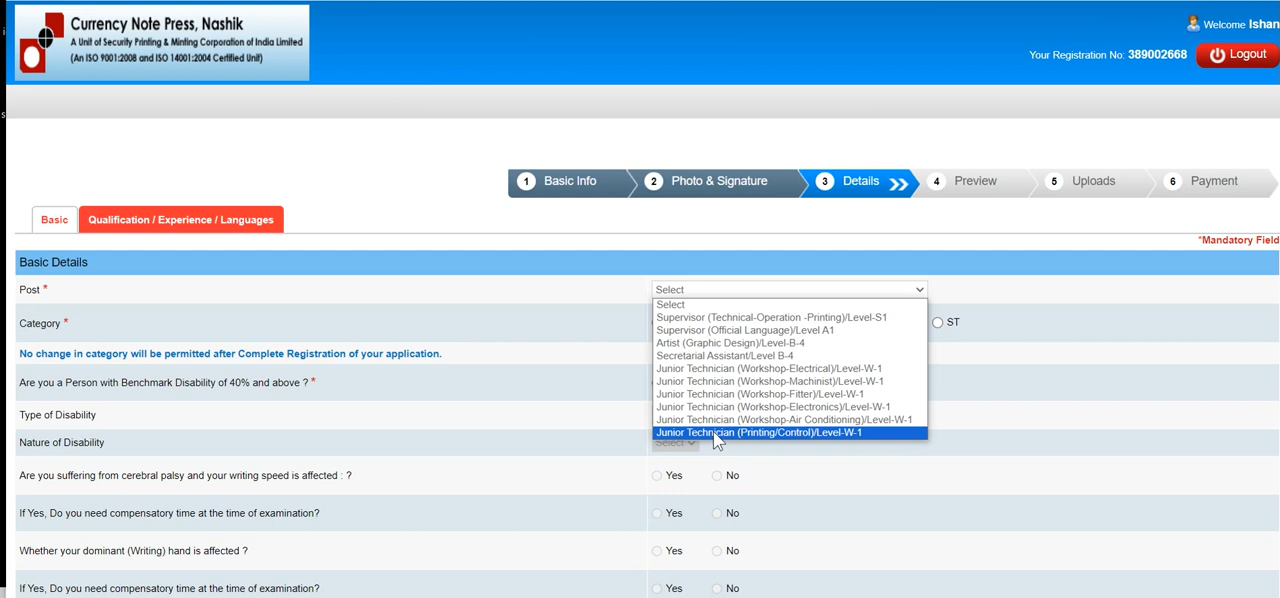 Currency Note Press, Nashik
A Unit of Security Printing & Minting Corporation of India Limited
(An ISO 9001:2008 and ISO 14001:2004 Certified Unit)
Welcome Ishan
Your Registration No: 389002668
Logout
1 Basic Info
2 Photo & Signature
3 Details
4 Preview
5 Uploads
6 Payment
Basic
Qualification / Experience / Languages
*Mandatory Field
Basic Details
Post *
Select
Select
Supervisor (Technical-Operation -Printing)/Level-S1
Supervisor (Official Language)/Level A1
Artist (Graphic Design)/Level-B-4
Secretarial Assistant/Level B-4
Junior Technician (Workshop-Electrical)/Level-W-1
Junior Technician (Workshop-Machinist)/Level-W-1
Junior Technician (Workshop-Fitter)/Level-W-1
Junior Technician (Workshop-Electronics)/Level-W-1
Junior Technician (Workshop-Air Conditioning)/Level-W-1
Junior Technician (Printing/Control)/Level-W-1
Category *
ST
No change in category will be permitted after Complete Registration of your application.
Are you a Person with Benchmark Disability of 40% and above ? *
Type of Disability
Nature of Disability
Select
Are you suffering from cerebral palsy and your writing speed is affected : ?
Yes No
If Yes, Do you need compensatory time at the time of examination?
Yes No
Whether your dominant (Writing) hand is affected ?
Yes No
If Yes, Do you need compensatory time at the time of examination?
Yes No